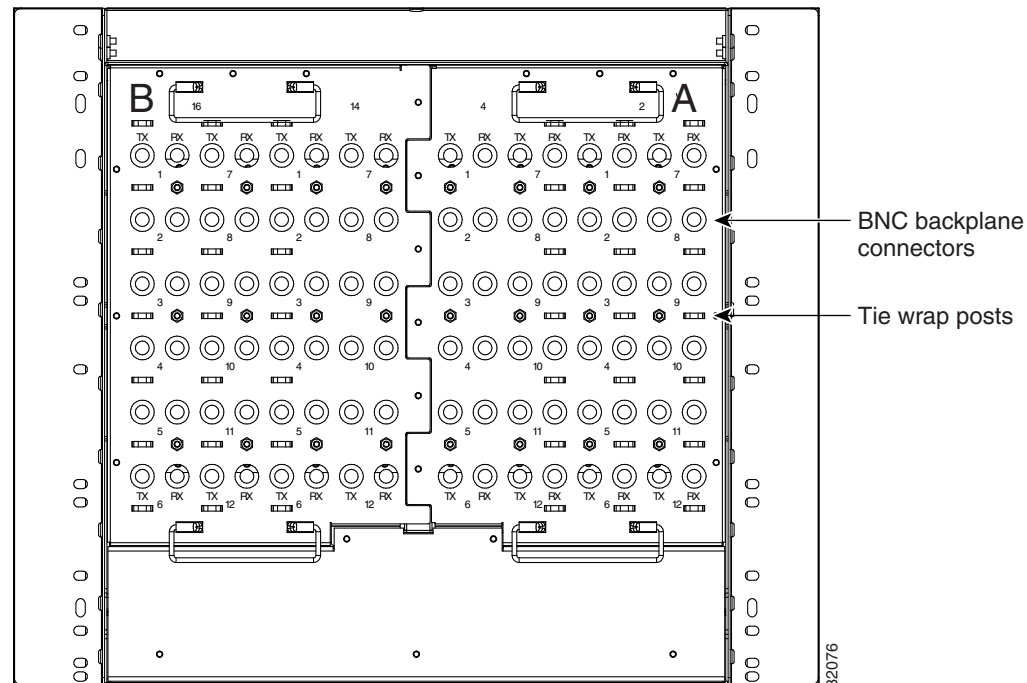 B 16 14 4 2 A
TX RX TX RX TX RX TX RX TX RX TX RX TX RX TX RX
1 7 1 7 1 7 1 7
2 8 2 8 2 8 2 8
BNC backplane
connectors
3 9 3 9 3 9 3 9
Tie wrap posts
4 10 4 10 4 10 4 10
5 11 5 11 5 11 5 11
TX RX TX RX TX RX TX RX TX RX TX RX TX RX TX RX
6 12 6 12 6 12 6 12